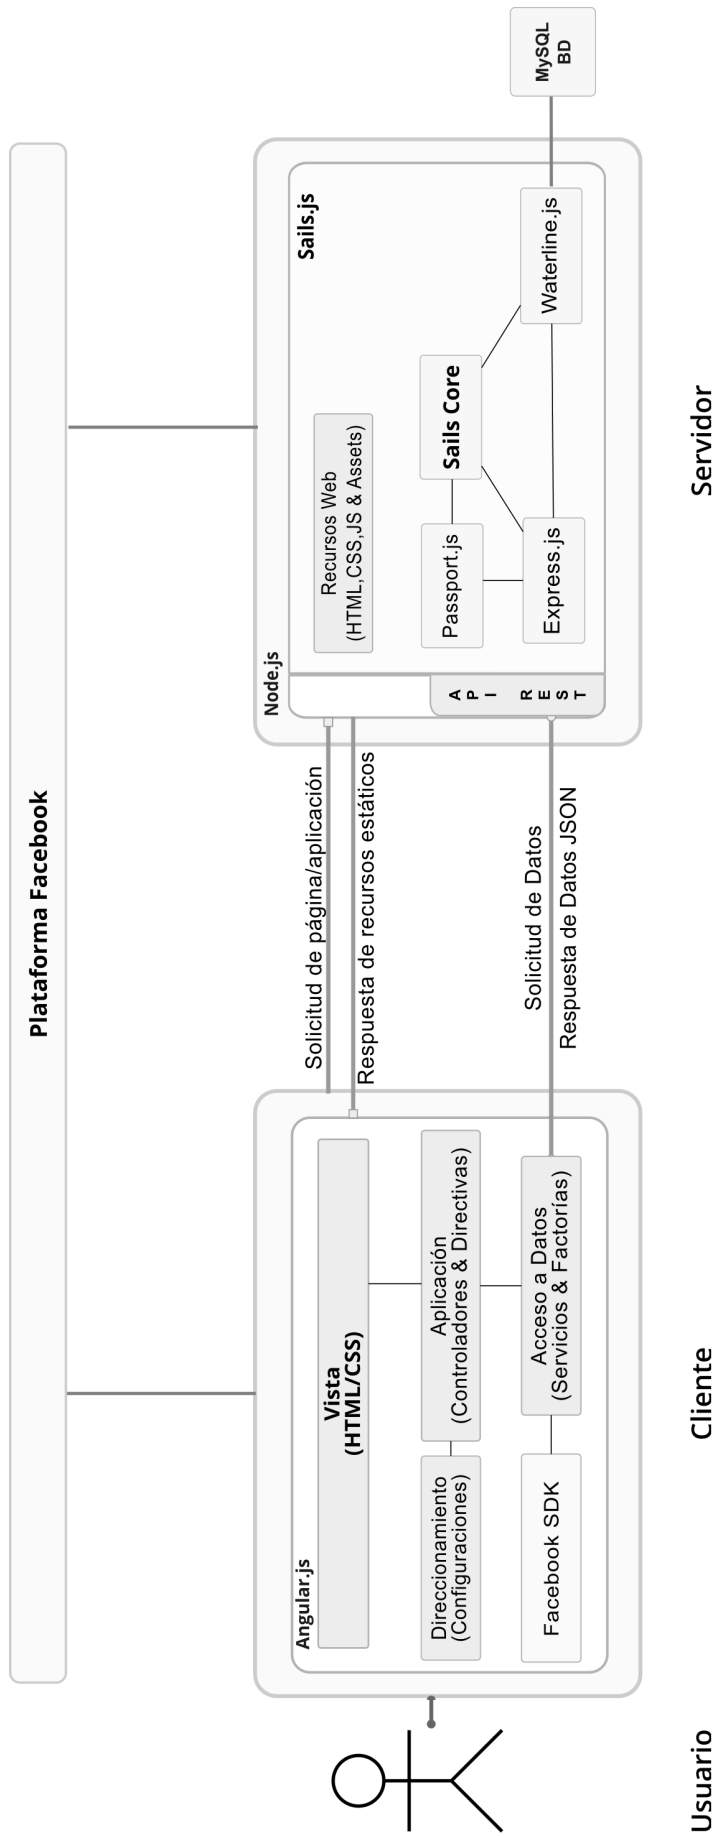 Plataforma Facebook
Angular.js
Vista
(HTML/CSS)
Direccionamiento
(Configuraciones)
Aplicación
(Controladores & Directivas)
Facebook SDK
Acceso a Datos
(Servicios & Factorías)
Solicitud de página/aplicación
Respuesta de recursos estáticos
Solicitud de Datos
Respuesta de Datos JSON
Node.js
Sails.js
API REST
Recursos Web
(HTML,CSS,JS & Assets)
Passport.js
Sails Core
Express.js
Waterline.js
MySQL
BD
Usuario
Cliente
Servidor